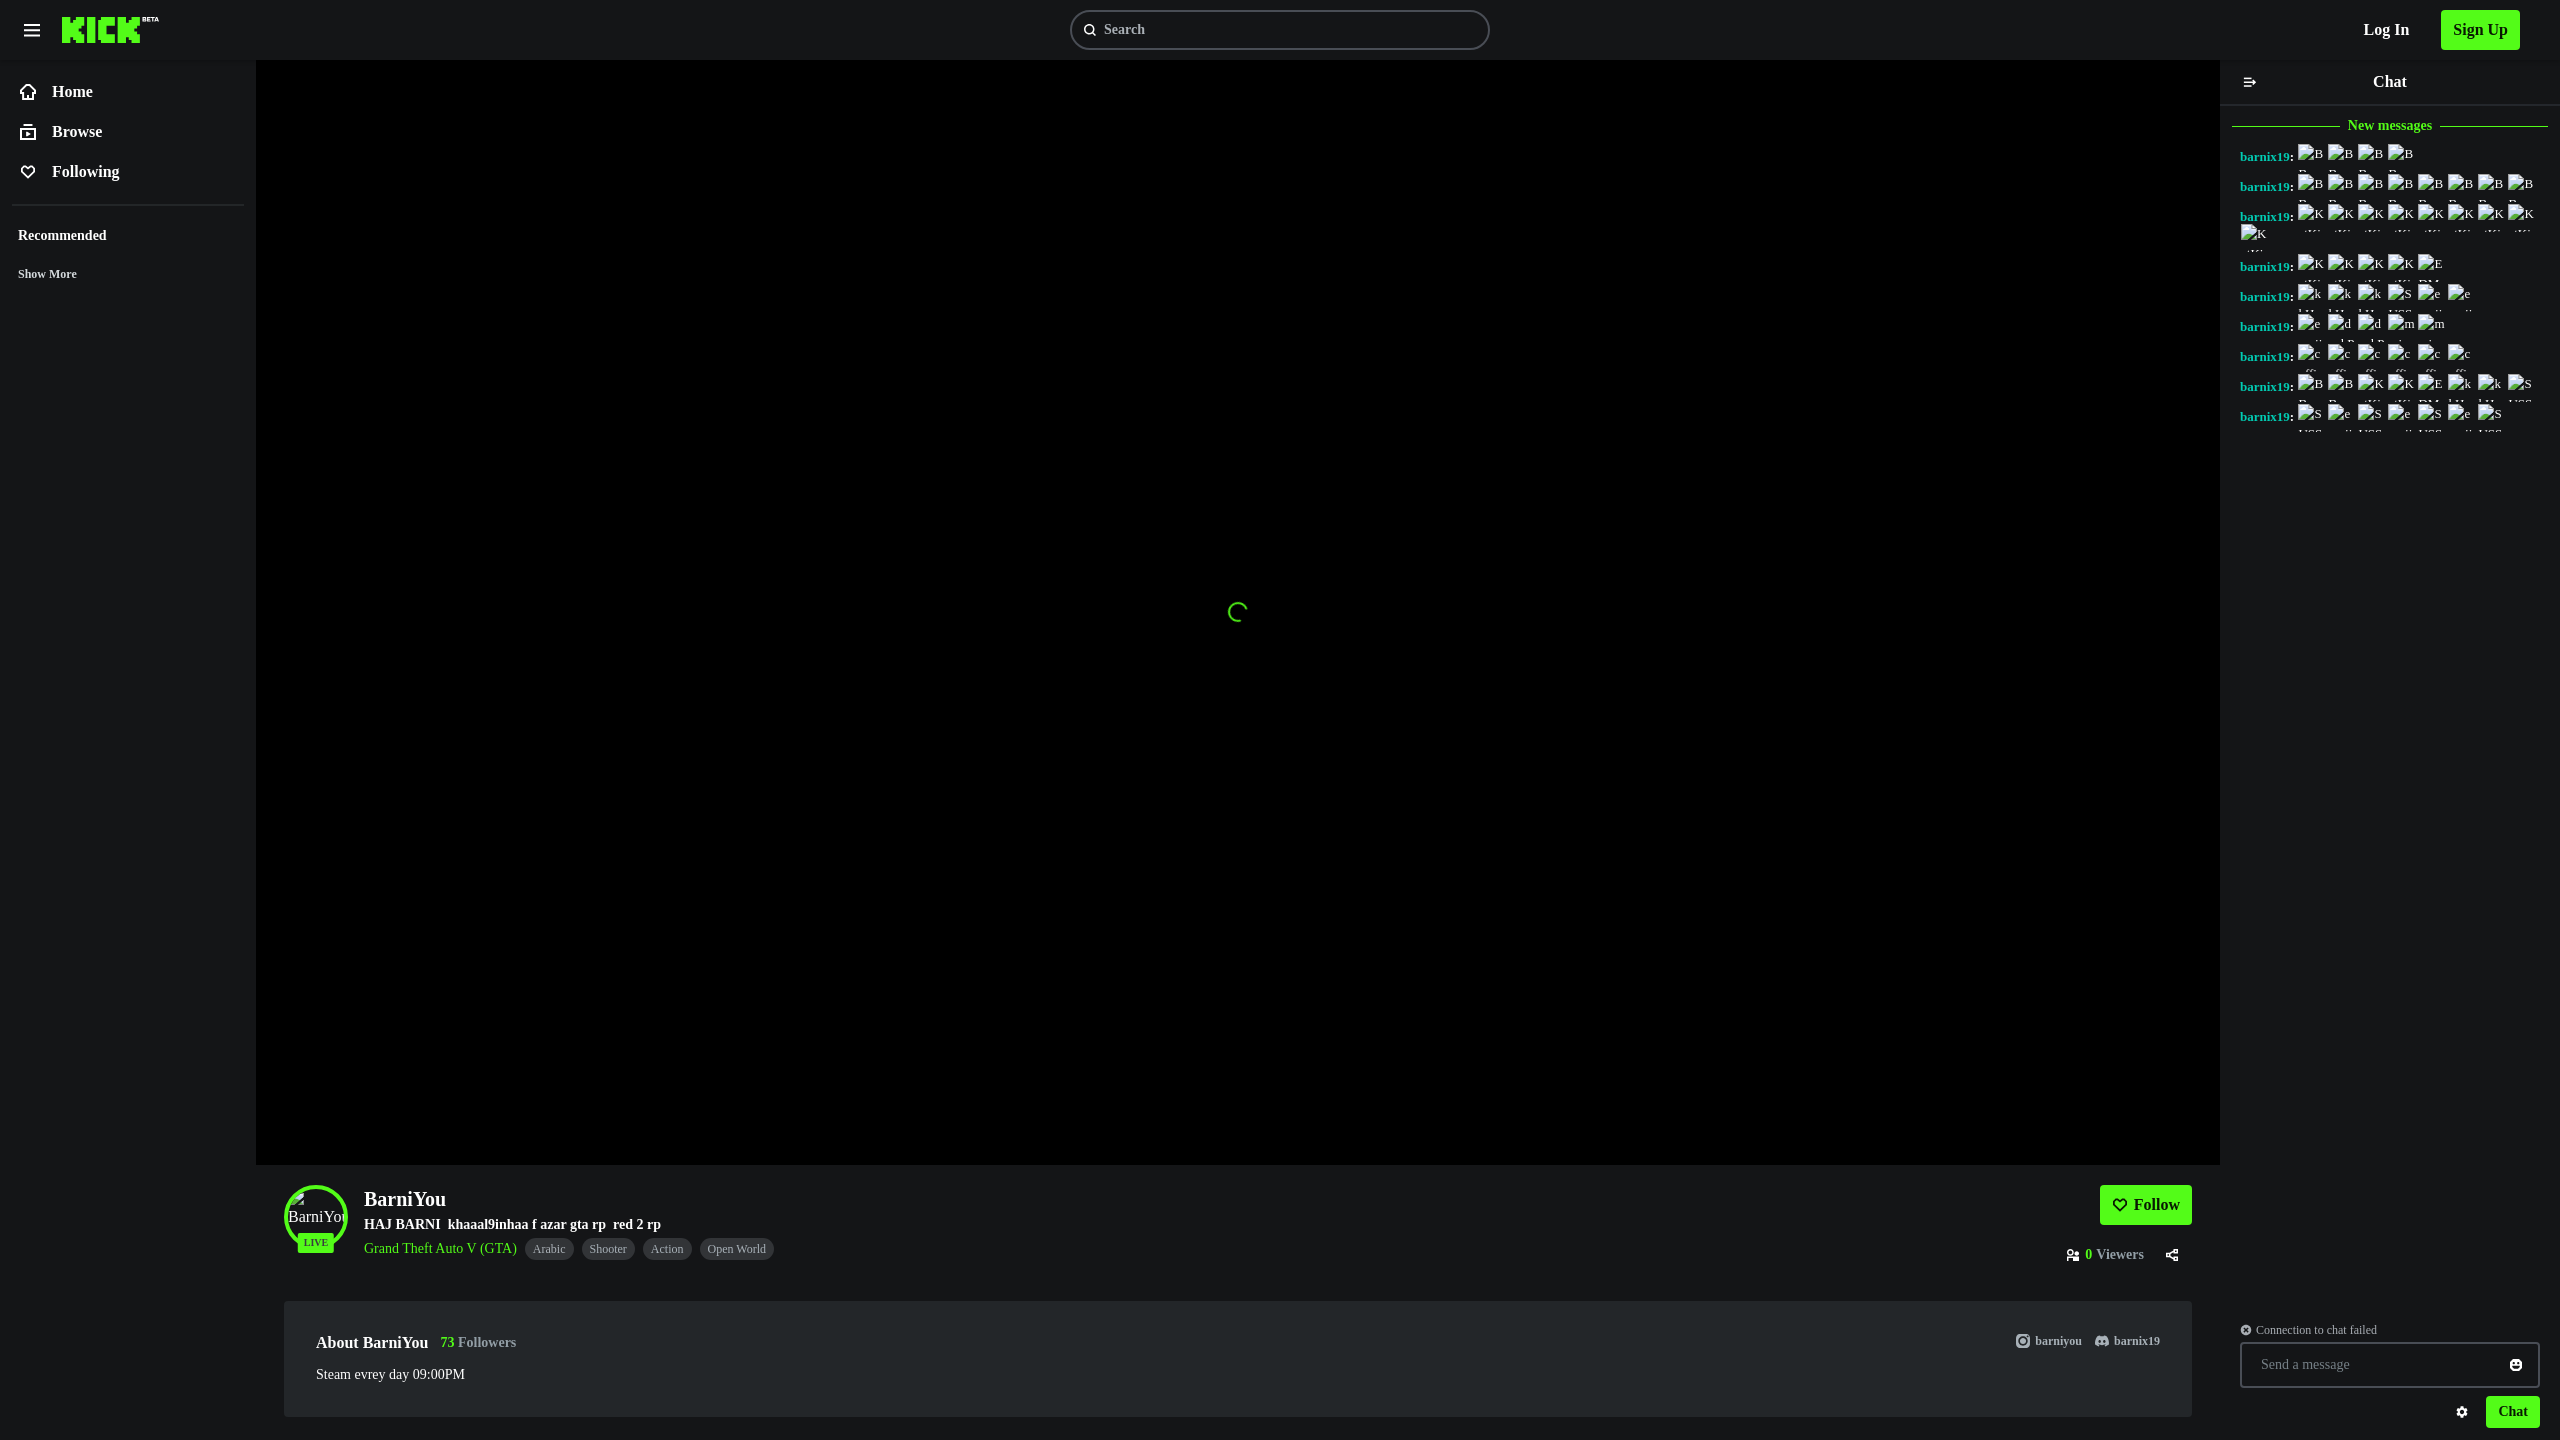 KICK BETA
Search
Log In
Sign Up
Home
Browse
Following
Recommended
Show More
Chat
New messages
barnix19: B B B B
barnix19: B B B B B B B B
barnix19: K K K K K K K K
K
barnix19: K K K K E
barnix19: k k k S e e
barnix19: e d d m m
barnix19: c c c c c c
barnix19: B B K K E k k S
barnix19: S e S e S e S
BarniYou
LIVE
BarniYou
HAJ BARNI khaaal9inhaa f azar gta rp red 2 rp
Grand Theft Auto V (GTA) Arabic Shooter Action Open World
Follow
0 Viewers
About BarniYou 73 Followers
barniyou barnix19
Steam evrey day 09:00PM
Connection to chat failed
Send a message
Chat